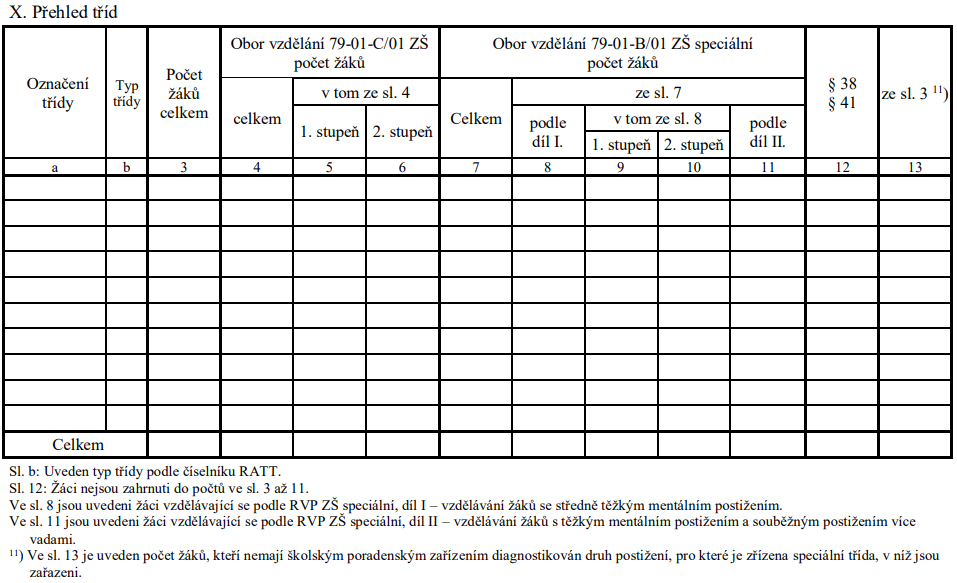 X. Přehled tříd
Označení třídy
Typ třídy
Počet žáků celkem
Obor vzdělání 79-01-C/01 ZŠ
počet žáků
celkem
v tom ze sl. 4
1. stupeň 2. stupeň
Obor vzdělání 79-01-B/01 ZŠ speciální
počet žáků
Celkem
ze sl. 7
podle
díl I.
v tom ze sl. 8
1. stupeň 2. stupeň
podle
díl II.
§ 38
§ 41
ze sl. 3 ¹¹)
a b 3 4 5 6 7 8 9 10 11 12 13
Celkem
Sl. b: Uveden typ třídy podle číselníku RATT.
Sl. 12: Žáci nejsou zahrnuti do počtů ve sl. 3 až 11.
Ve sl. 8 jsou uvedeni žáci vzdělávající se podle RVP ZŠ speciální, díl I – vzdělávání žáků se středně těžkým mentálním postižením.
Ve sl. 11 jsou uvedeni žáci vzdělávající se podle RVP ZŠ speciální, díl II – vzdělávání žáků s těžkým mentálním postižením a souběžným postižením více
vadami.
¹¹) Ve sl. 13 je uveden počet žáků, kteří nemají školským poradenským zařízením diagnostikován druh postižení, pro které je zřízena speciální třída, v níž jsou
zařazeni.